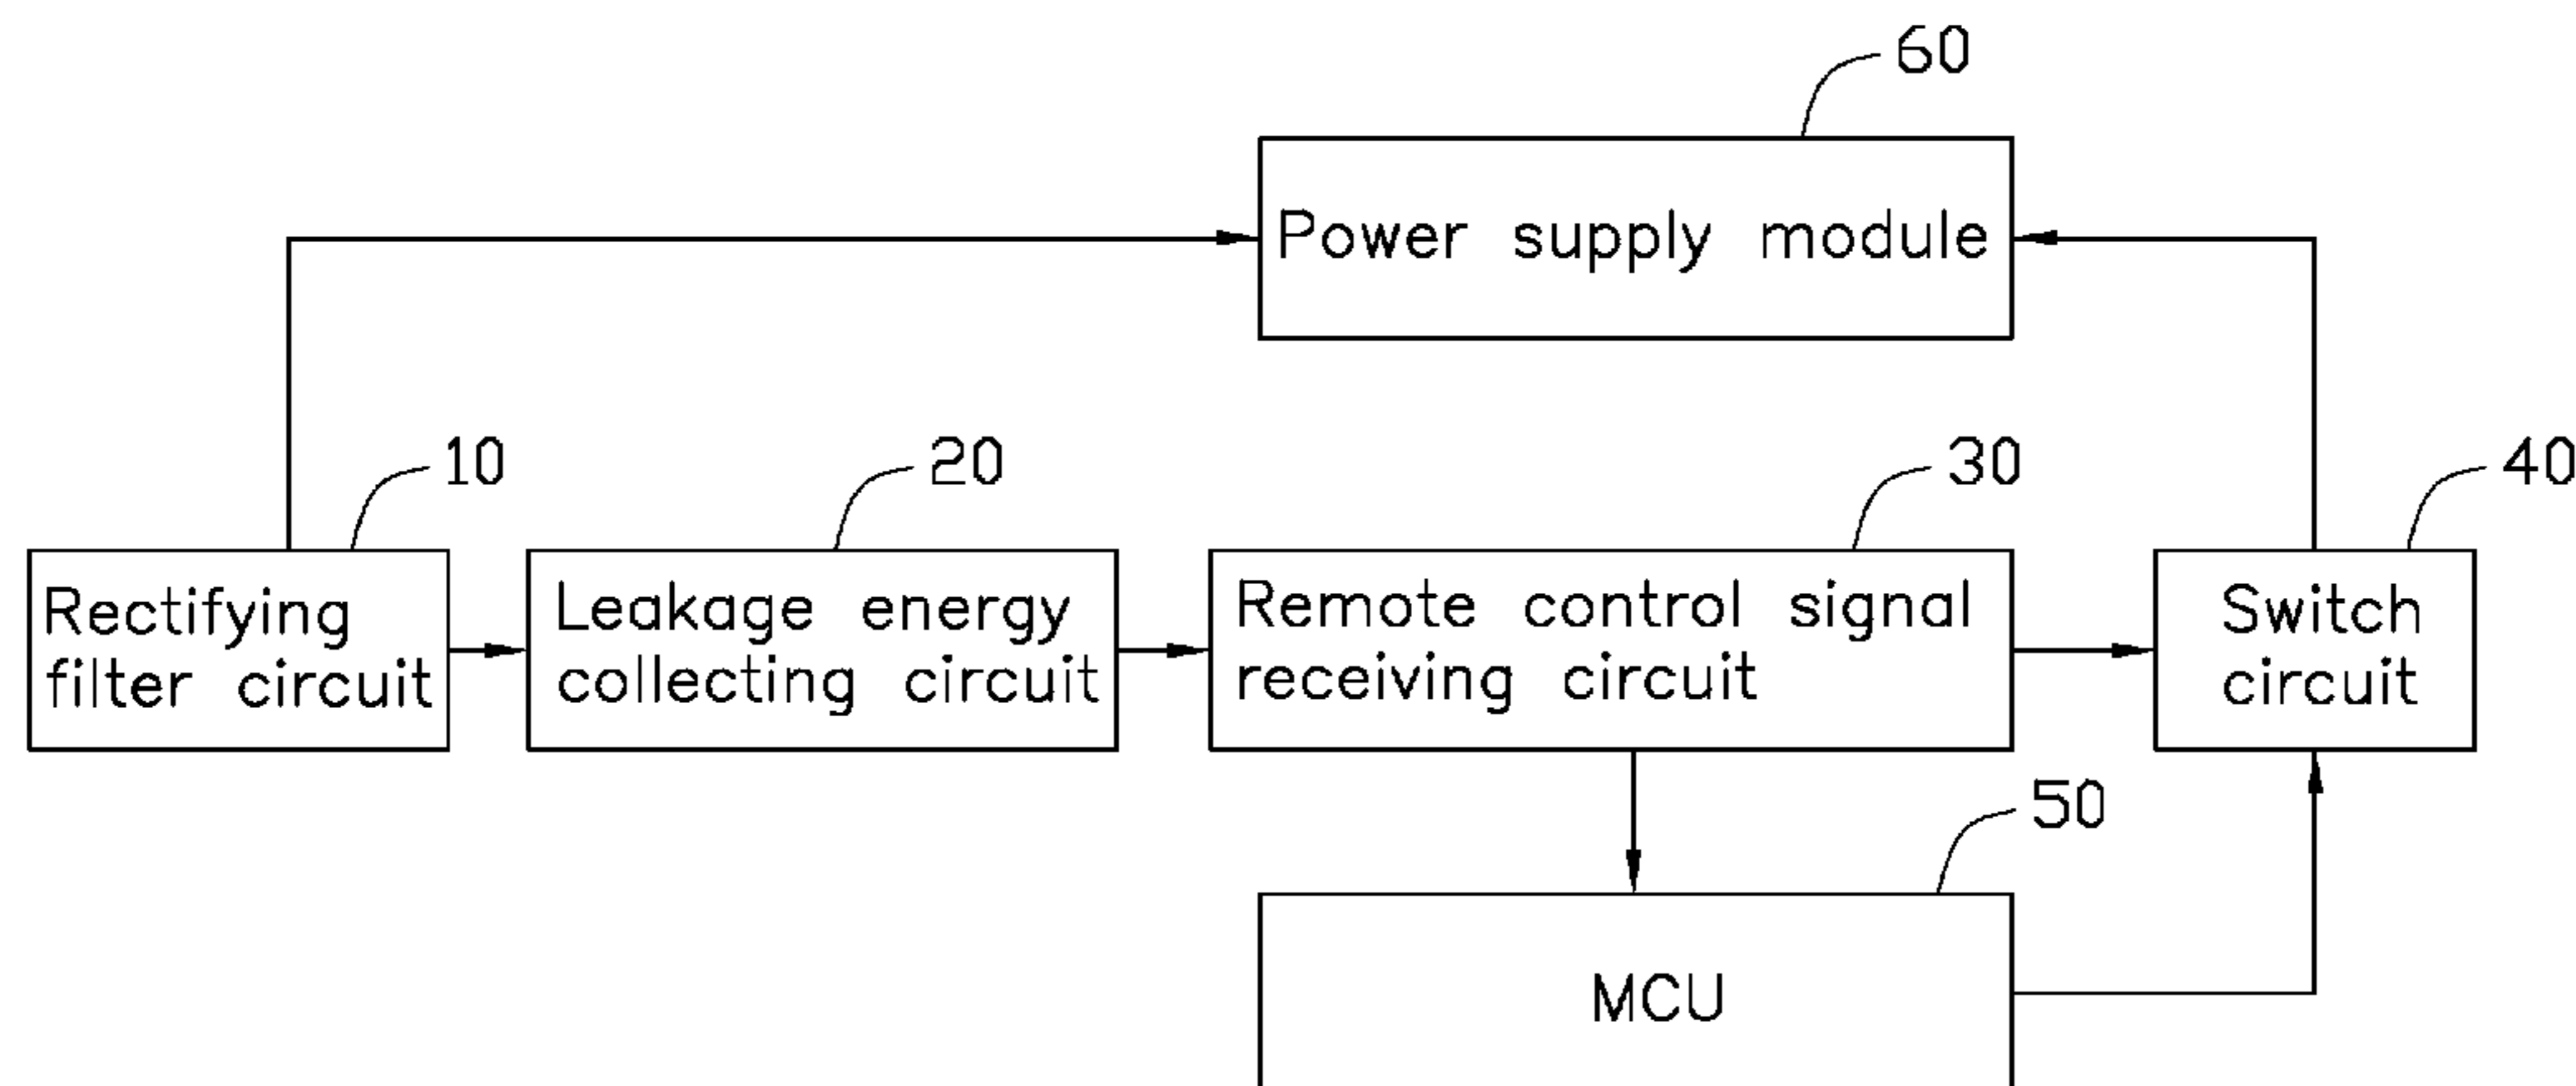 60
Power supply module
10
20
30
40
Rectifying
filter circuit
Leakage energy
collecting circuit
Remote control signal
receiving circuit
Switch
circuit
50
MCU